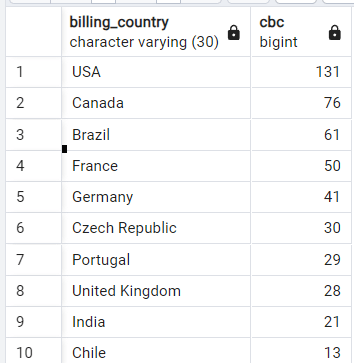 billing_country cbc
character varying (30) bigint
1 USA 131
2 Canada 76
3 Brazil 61
4 France 50
5 Germany 41
6 Czech Republic 30
7 Portugal 29
8 United Kingdom 28
9 India 21
10 Chile 13